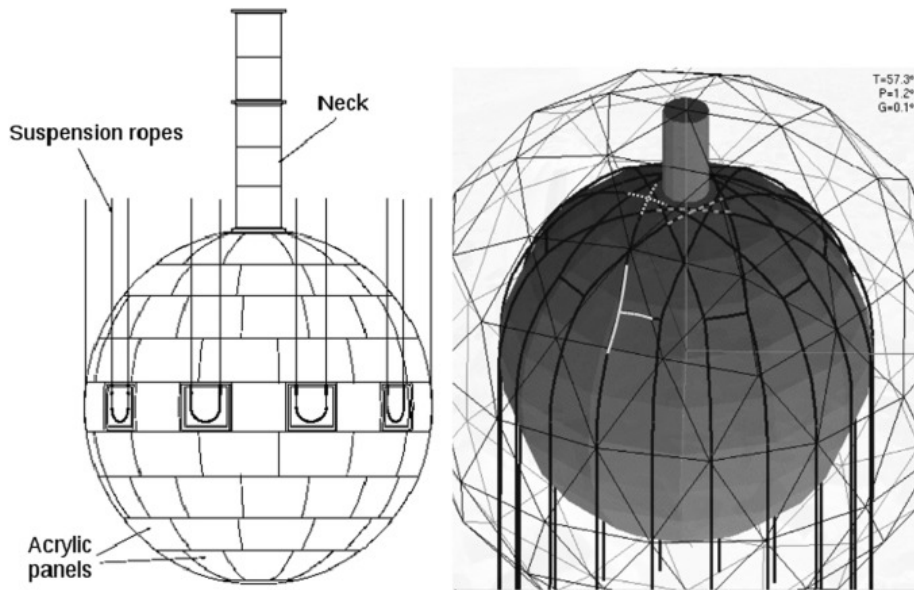 Neck
Suspension ropes
Acrylic
panels
T=57.3°
P=1.2°
G=0.1°